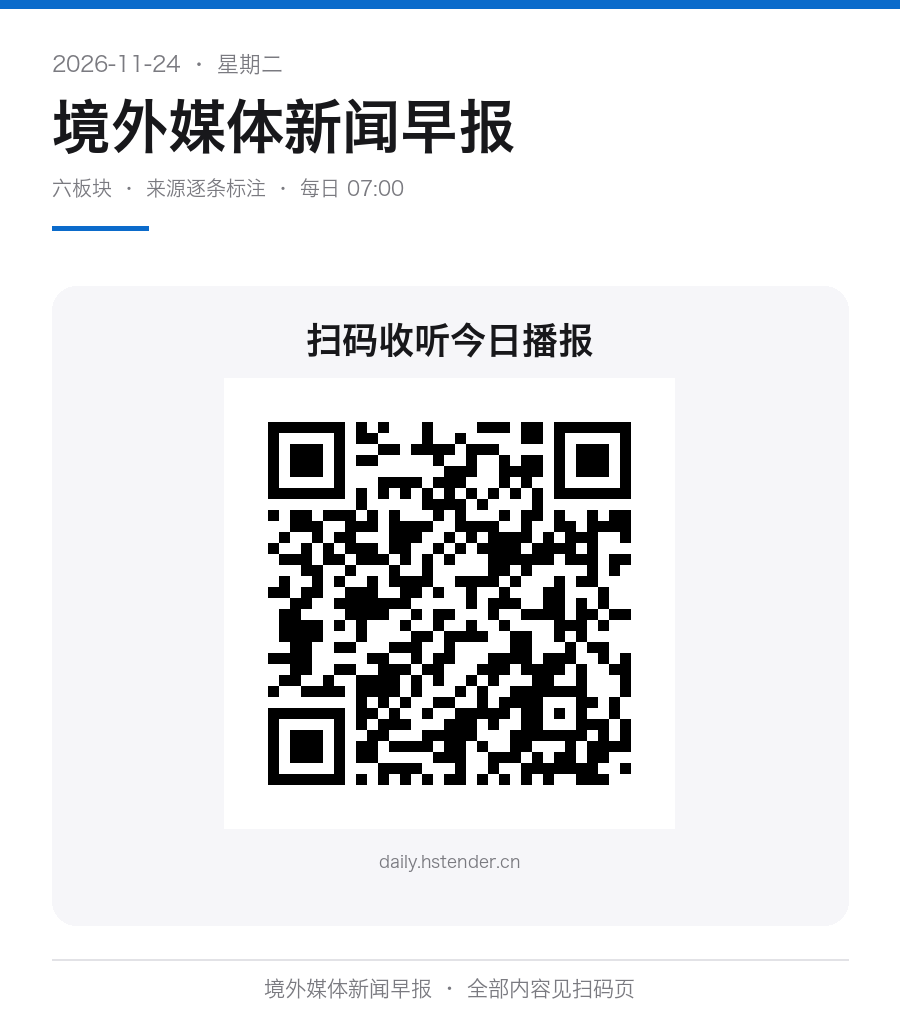 2026-11-24 · 星期二
境外媒体新闻早报
六板块 · 来源逐条标注 · 每日 07:00
扫码收听今日播报
daily.hstender.cn
境外媒体新闻早报 · 全部内容见扫码页